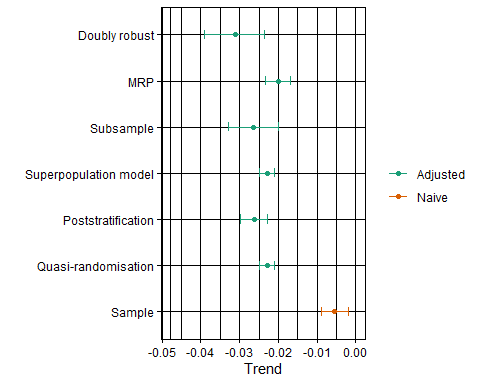 Doubly robust
MRP
Subsample
Superpopulation model
Poststratification
Quasi-randomisation
Sample
-0.05 -0.04 -0.03 -0.02 -0.01 0.00
Trend
Adjusted
Naive